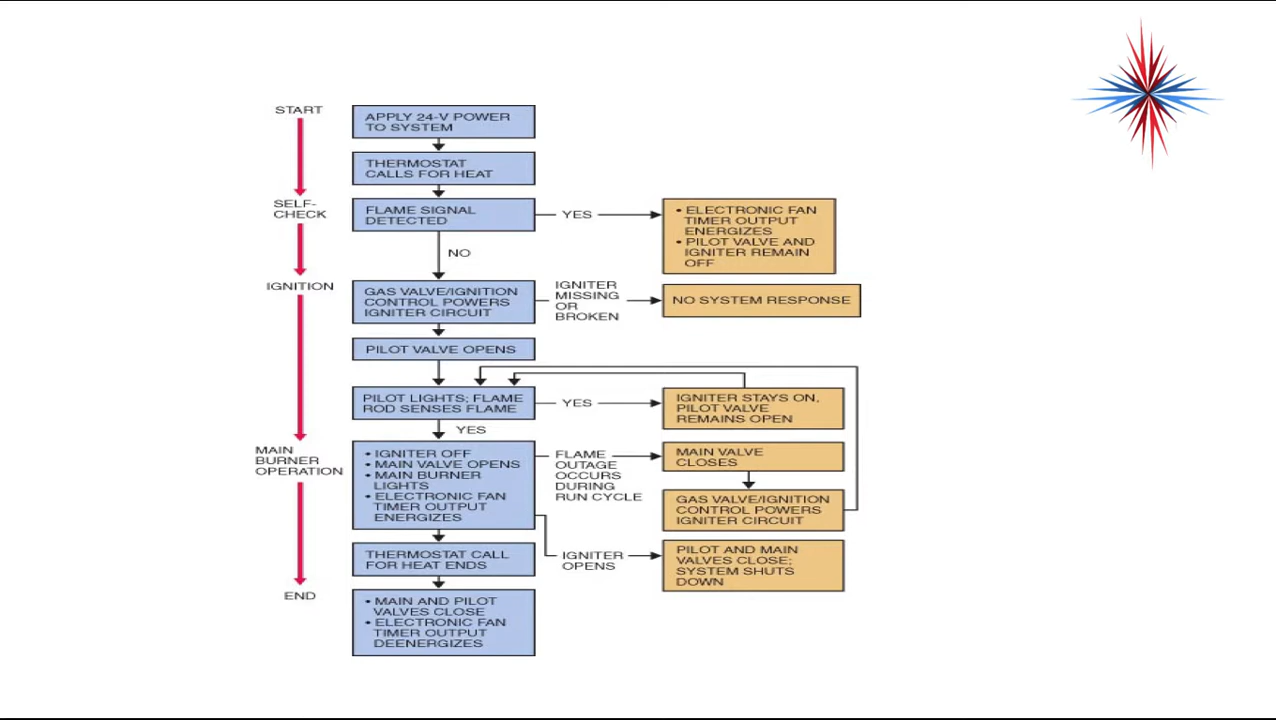 START
APPLY 24-V POWER
TO SYSTEM
THERMOSTAT
CALLS FOR HEAT
SELF-
CHECK
FLAME SIGNAL
DETECTED
YES
• ELECTRONIC FAN
TIMER OUTPUT
ENERGIZES
• PILOT VALVE AND
IGNITER REMAIN
OFF
NO
IGNITION
GAS VALVE/IGNITION
CONTROL POWERS
IGNITER CIRCUIT
IGNITER
MISSING
OR
BROKEN
NO SYSTEM RESPONSE
PILOT VALVE OPENS
PILOT LIGHTS; FLAME
ROD SENSES FLAME
YES
IGNITER STAYS ON,
PILOT VALVE
REMAINS OPEN
YES
MAIN
BURNER
OPERATION
• IGNITER OFF
• MAIN VALVE OPENS
• MAIN BURNER
LIGHTS
• ELECTRONIC FAN
TIMER OUTPUT
ENERGIZES
FLAME
OUTAGE
OCCURS
DURING
RUN CYCLE
MAIN VALVE
CLOSES
GAS VALVE/IGNITION
CONTROL POWERS
IGNITER CIRCUIT
THERMOSTAT CALL
FOR HEAT ENDS
IGNITER
OPENS
PILOT AND MAIN
VALVES CLOSE;
SYSTEM SHUTS
DOWN
END
• MAIN AND PILOT
VALVES CLOSE
• ELECTRONIC FAN
TIMER OUTPUT
DEENERGIZES